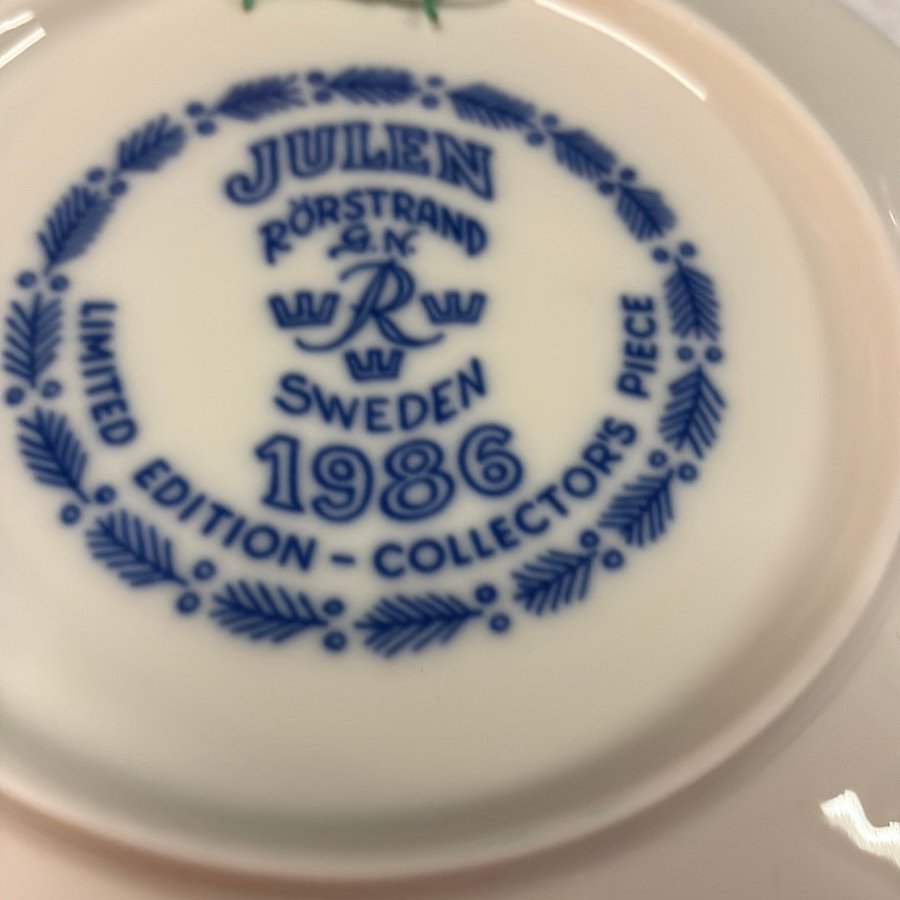 JULEN
RÖRSTRAND
G.N.
R
SWEDEN
1986
LIMITED EDITION – COLLECTOR'S PIECE